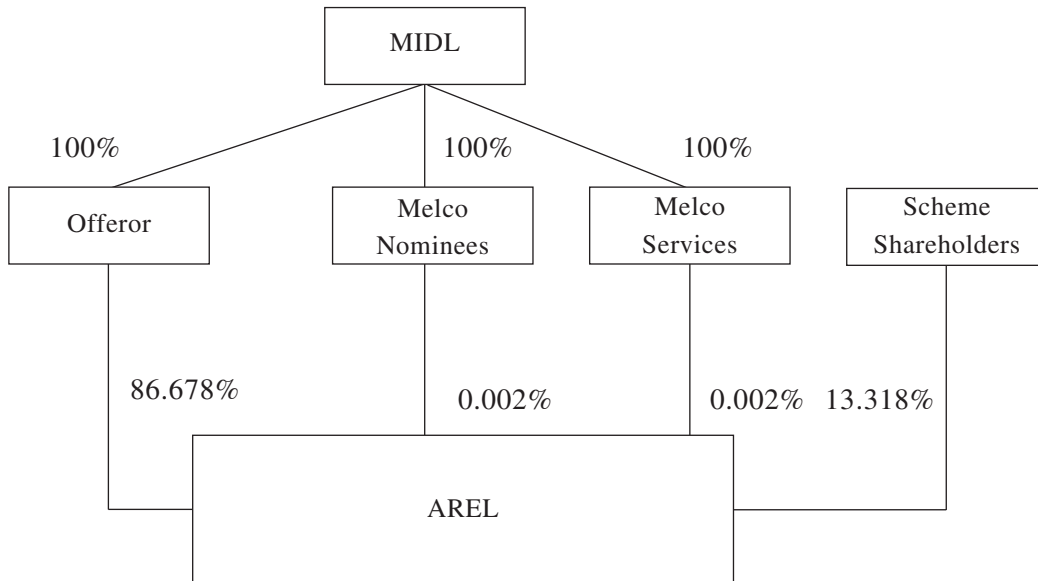 MIDL
100%
100%
100%
Offeror
Melco
Nominees
Melco
Services
Scheme
Shareholders
86.678%
0.002%
0.002%
13.318%
AREL